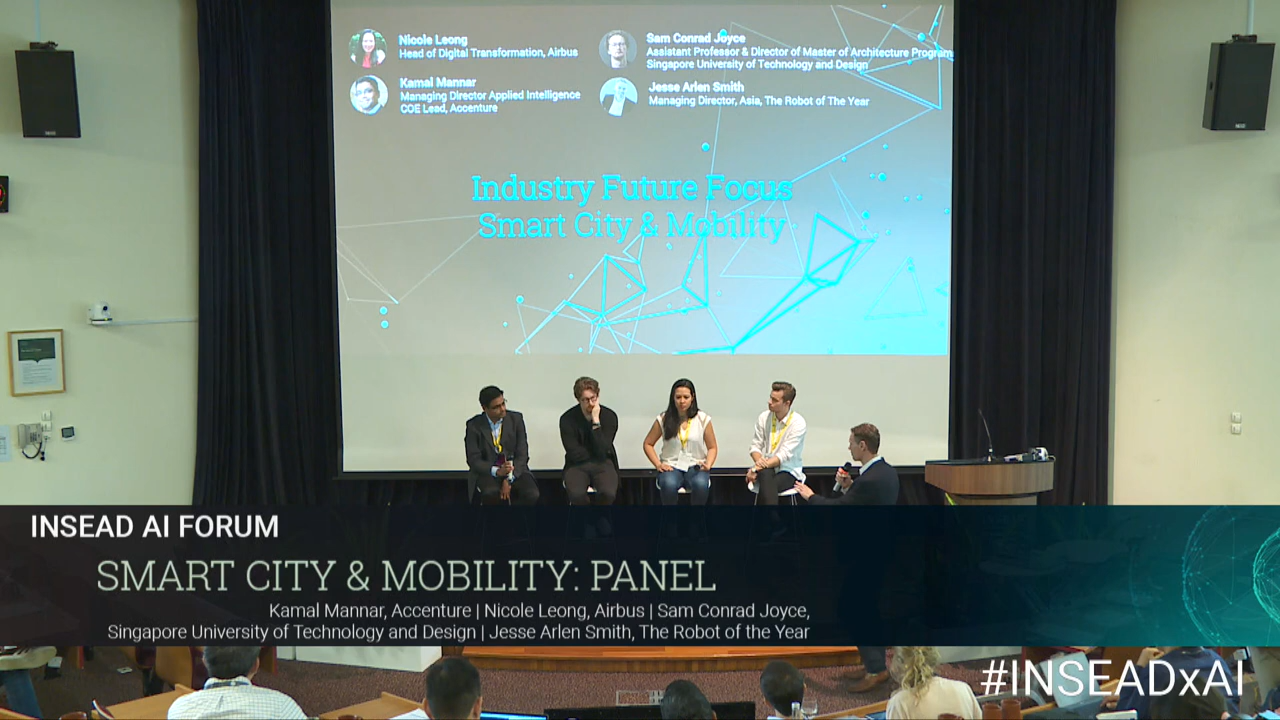 Nicole Leong
Head of Digital Transformation, Airbus
Sam Conrad Joyce
Assistant Professor & Director of Master of Architecture Program
Singapore University of Technology and Design
Kamal Mannar
Managing Director Applied Intelligence
COE Lead, Accenture
Jesse Arlen Smith
Managing Director, Asia, The Robot of The Year
Industry Future Focus
Smart City & Mobility
INSEAD AI FORUM
SMART CITY & MOBILITY: PANEL
Kamal Mannar, Accenture | Nicole Leong, Airbus | Sam Conrad Joyce,
Singapore University of Technology and Design | Jesse Arlen Smith, The Robot of the Year
#INSEADxAI